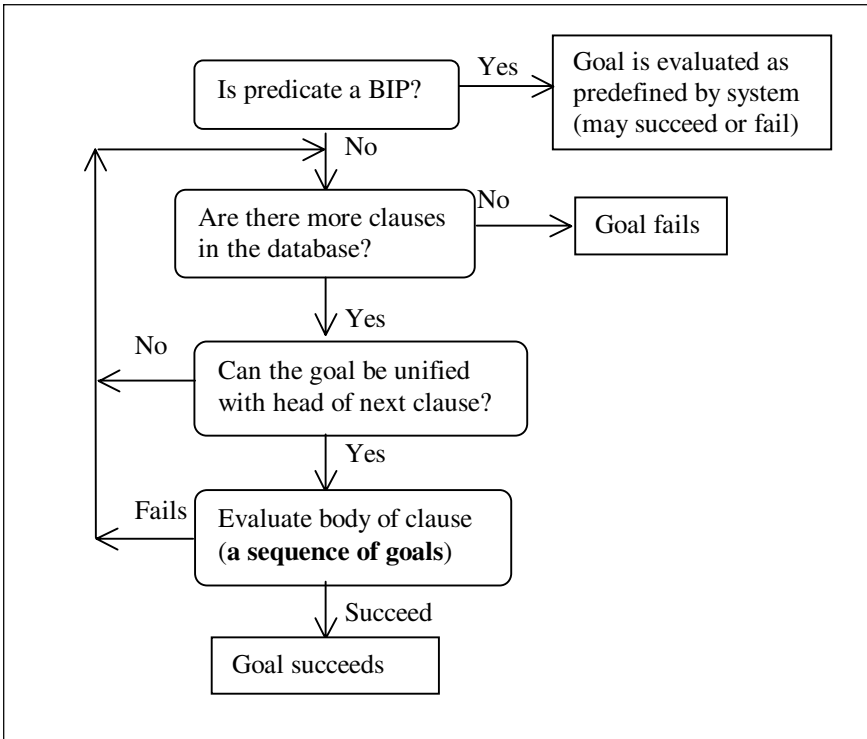 Is predicate a BIP?
Yes
Goal is evaluated as
predefined by system
(may succeed or fail)
No
Are there more clauses
in the database?
No
Goal fails
Yes
No
Can the goal be unified
with head of next clause?
Yes
Fails
Evaluate body of clause
(a sequence of goals)
Succeed
Goal succeeds